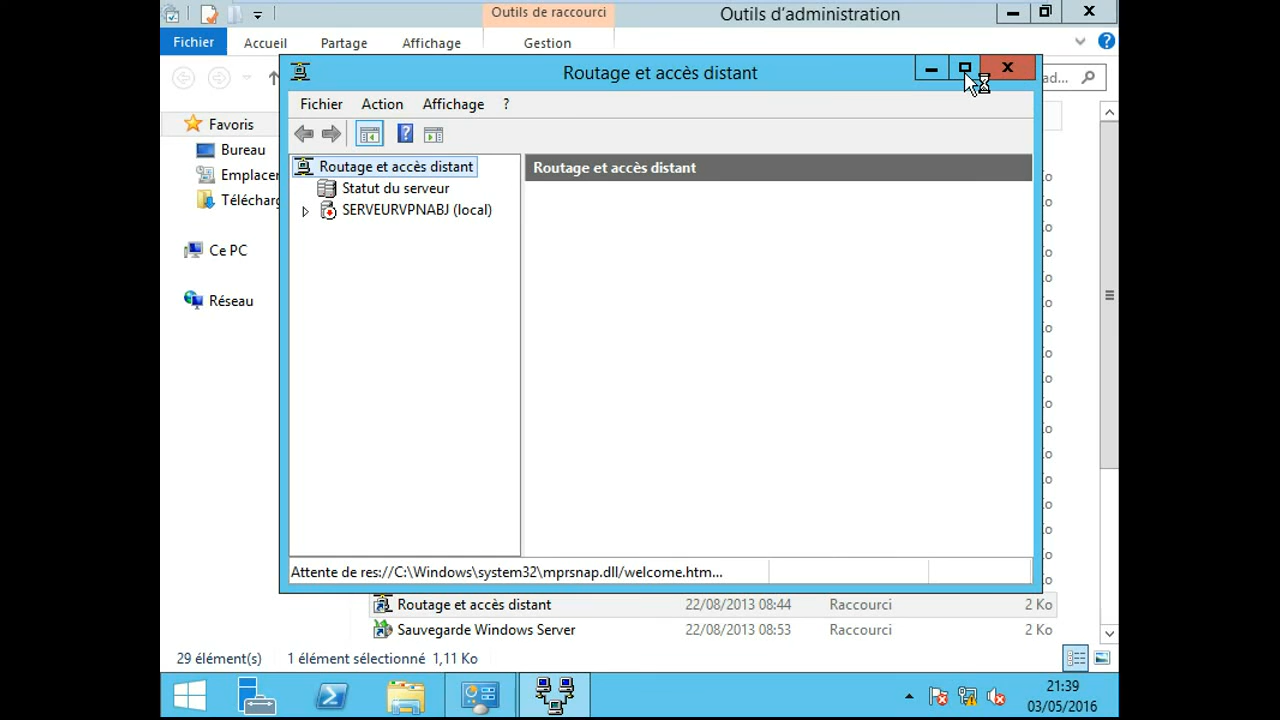 Outils de raccourci
Outils d'administration
Fichier Accueil Partage Affichage Gestion
Routage et accès distant
ad...
Fichier Action Affichage ?
Favoris
Bureau
Emplacer
Télécharg
Ce PC
Réseau
Routage et accès distant
Statut du serveur
SERVEURVPNABJ (local)
Routage et accès distant
Attente de res://C:\Windows\system32\mprsnap.dll/welcome.htm...
Routage et accès distant 22/08/2013 08:44 Raccourci 2 Ko
Sauvegarde Windows Server 22/08/2013 08:53 Raccourci 2 Ko
29 élément(s) 1 élément sélectionné 1,11 Ko
21:39
03/05/2016